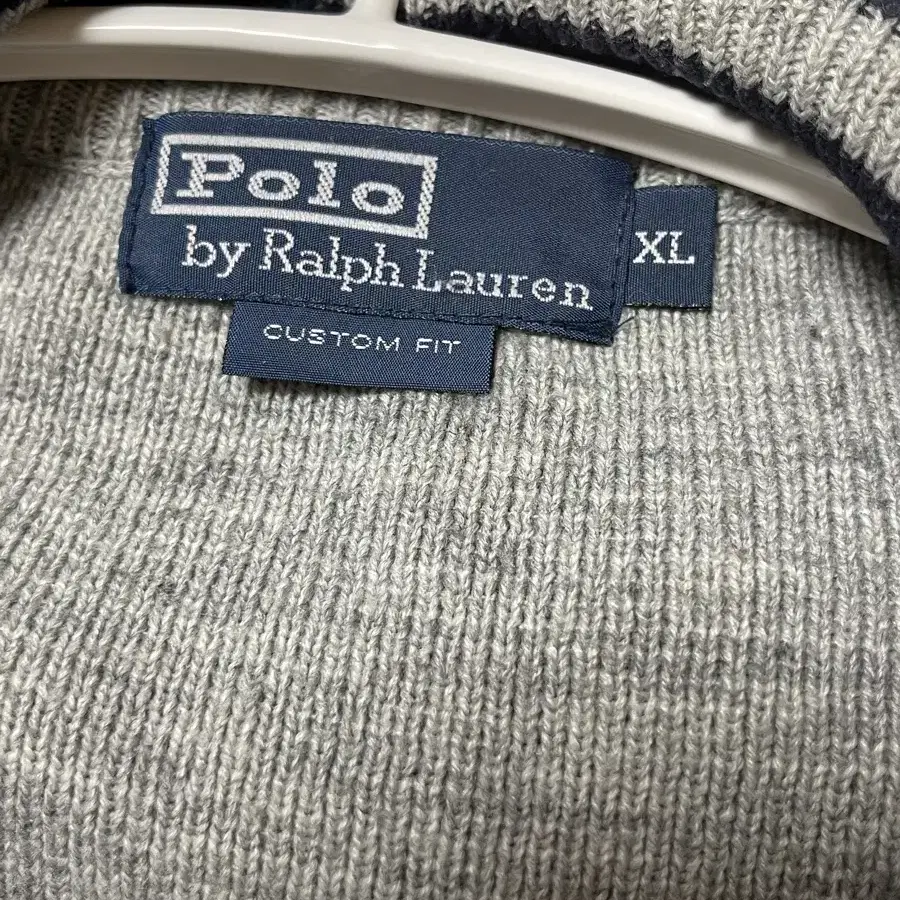 Polo
by Ralph Lauren
XL
CUSTOM FIT